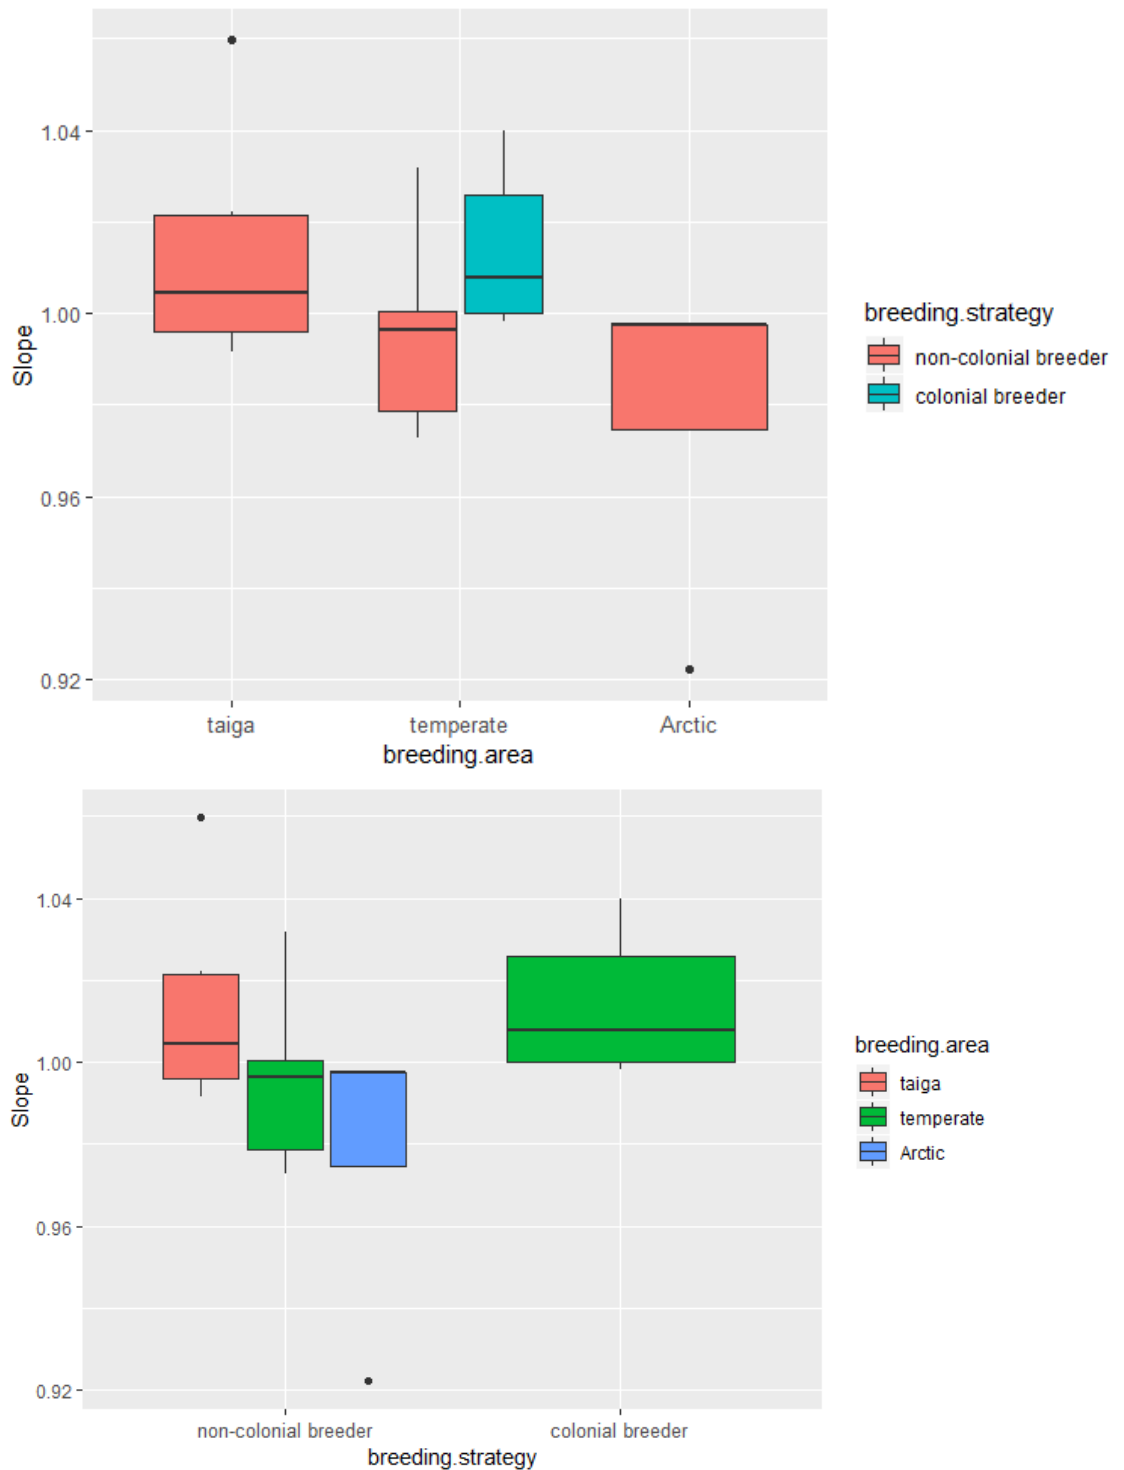 1.04
1.00
0.96
0.92
Slope
taiga temperate Arctic
breeding.area
breeding.strategy
non-colonial breeder
colonial breeder
1.04
1.00
0.96
0.92
Slope
non-colonial breeder colonial breeder
breeding.strategy
breeding.area
taiga
temperate
Arctic